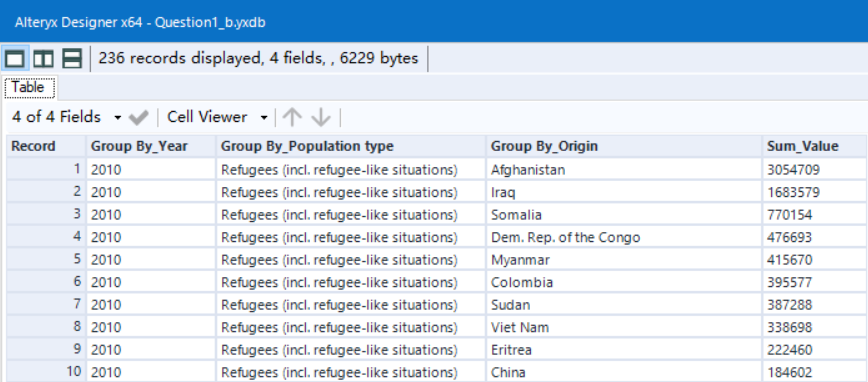 Alteryx Designer x64 - Question1_b.yxdb
236 records displayed, 4 fields, , 6229 bytes
Table
4 of 4 Fields Cell Viewer
Record Group By_Year Group By_Population type Group By_Origin Sum_Value
1 2010 Refugees (incl. refugee-like situations) Afghanistan 3054709
2 2010 Refugees (incl. refugee-like situations) Iraq 1683579
3 2010 Refugees (incl. refugee-like situations) Somalia 770154
4 2010 Refugees (incl. refugee-like situations) Dem. Rep. of the Congo 476693
5 2010 Refugees (incl. refugee-like situations) Myanmar 415670
6 2010 Refugees (incl. refugee-like situations) Colombia 395577
7 2010 Refugees (incl. refugee-like situations) Sudan 387288
8 2010 Refugees (incl. refugee-like situations) Viet Nam 338698
9 2010 Refugees (incl. refugee-like situations) Eritrea 222460
10 2010 Refugees (incl. refugee-like situations) China 184602